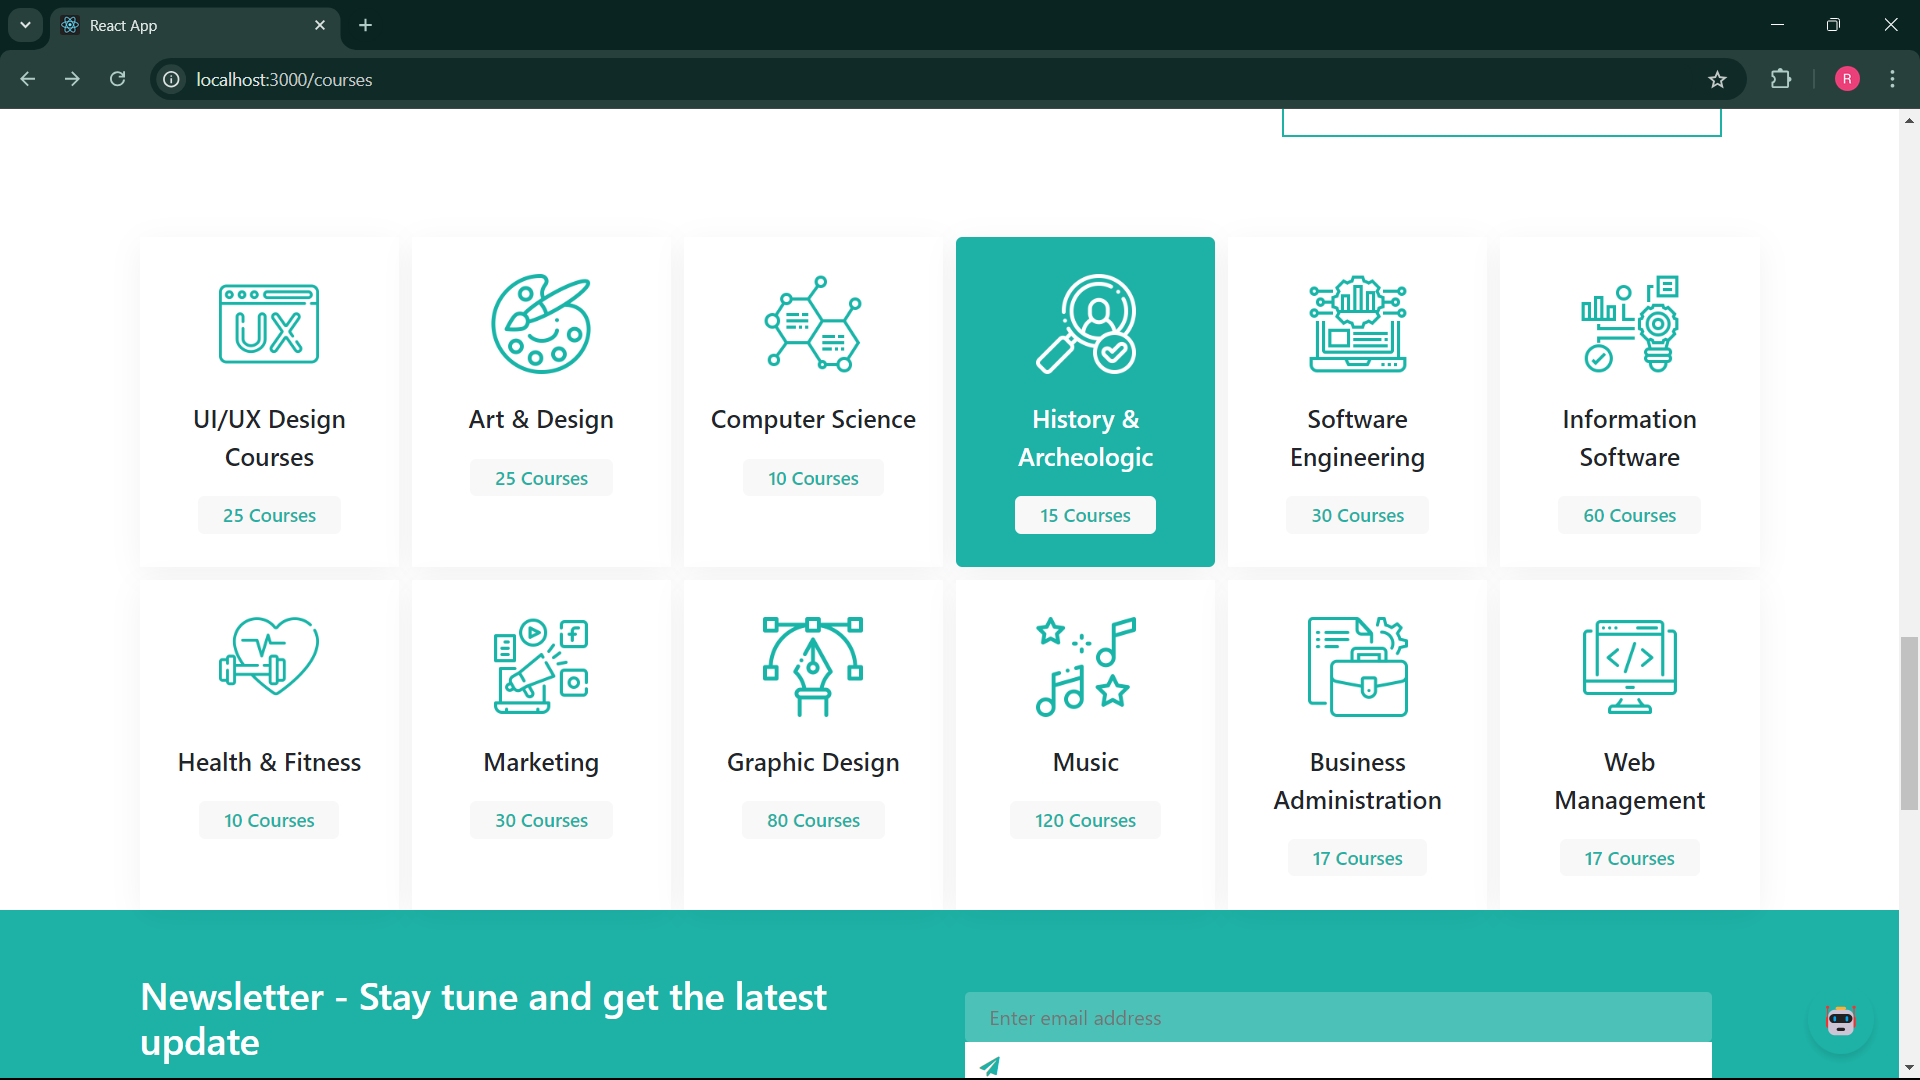 React App
localhost:3000/courses
R
UX
UI/UX Design
Courses
25 Courses
Art & Design
25 Courses
Computer Science
10 Courses
History &
Archeologic
15 Courses
Software
Engineering
30 Courses
Information
Software
60 Courses
Health & Fitness
10 Courses
Marketing
30 Courses
Graphic Design
80 Courses
Music
120 Courses
Business
Administration
17 Courses
Web
Management
17 Courses
Newsletter - Stay tune and get the latest
update
Enter email address